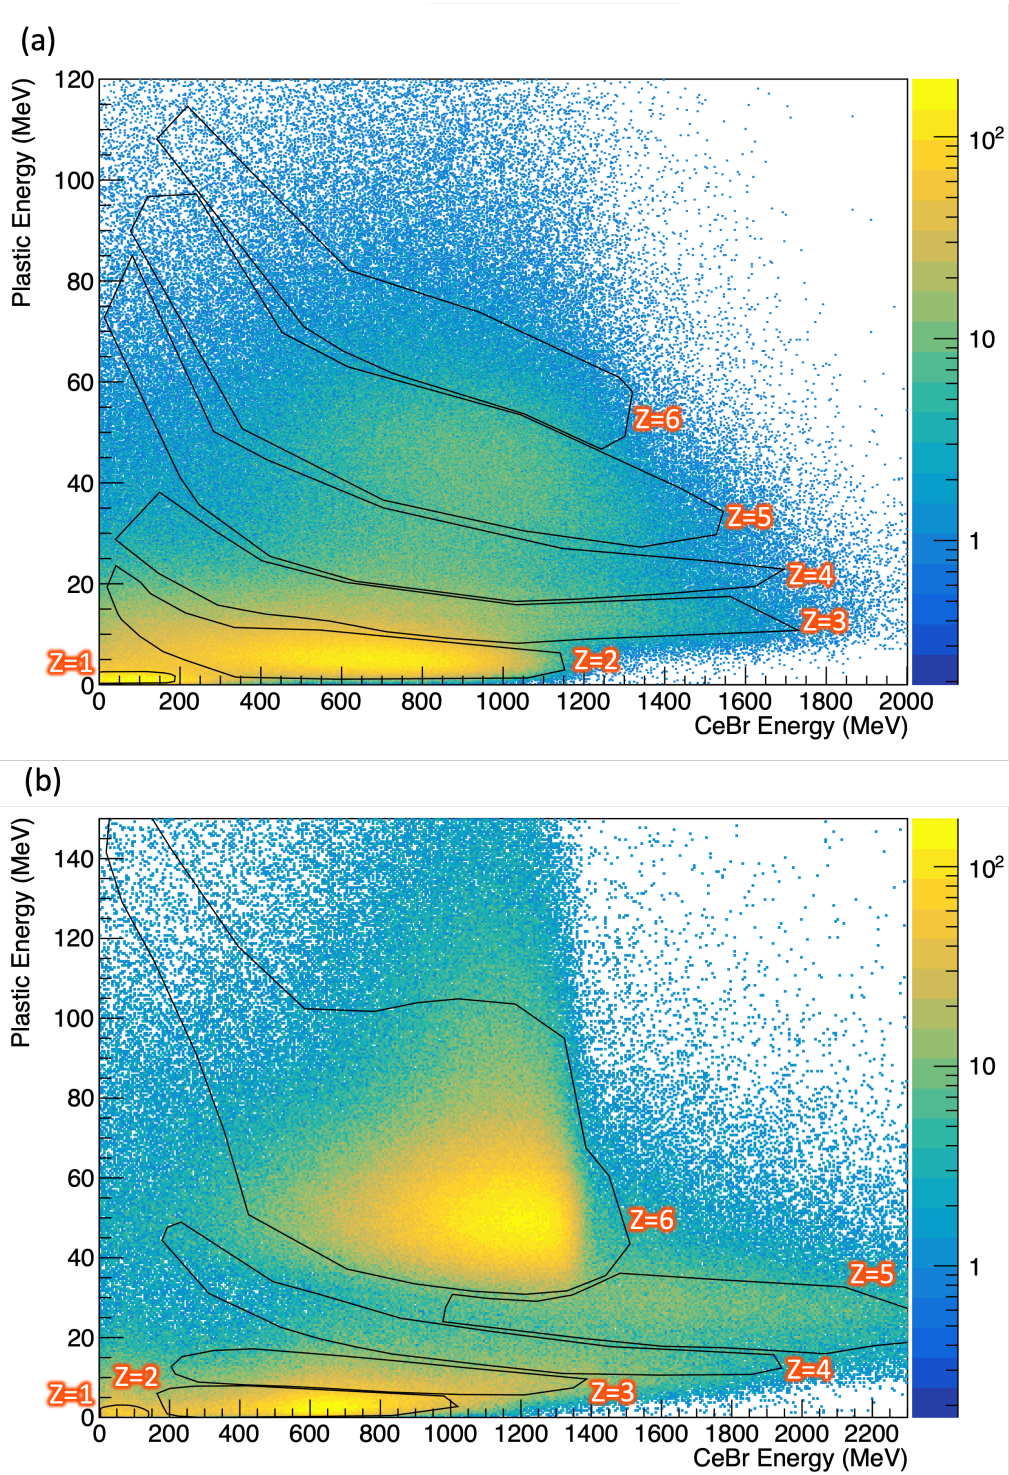 (a)
Plastic Energy (MeV)
120
100
80
60
40
20
0
Z=6
Z=5
Z=4
Z=3
Z=2
Z=1
0 200 400 600 800 1000 1200 1400 1600 1800 2000
CeBr Energy (MeV)
10²
10
1
(b)
Plastic Energy (MeV)
140
120
100
80
60
40
20
0
Z=6
Z=5
Z=4
Z=3
Z=2
Z=1
0 200 400 600 800 1000 1200 1400 1600 1800 2000 2200
CeBr Energy (MeV)
10²
10
1